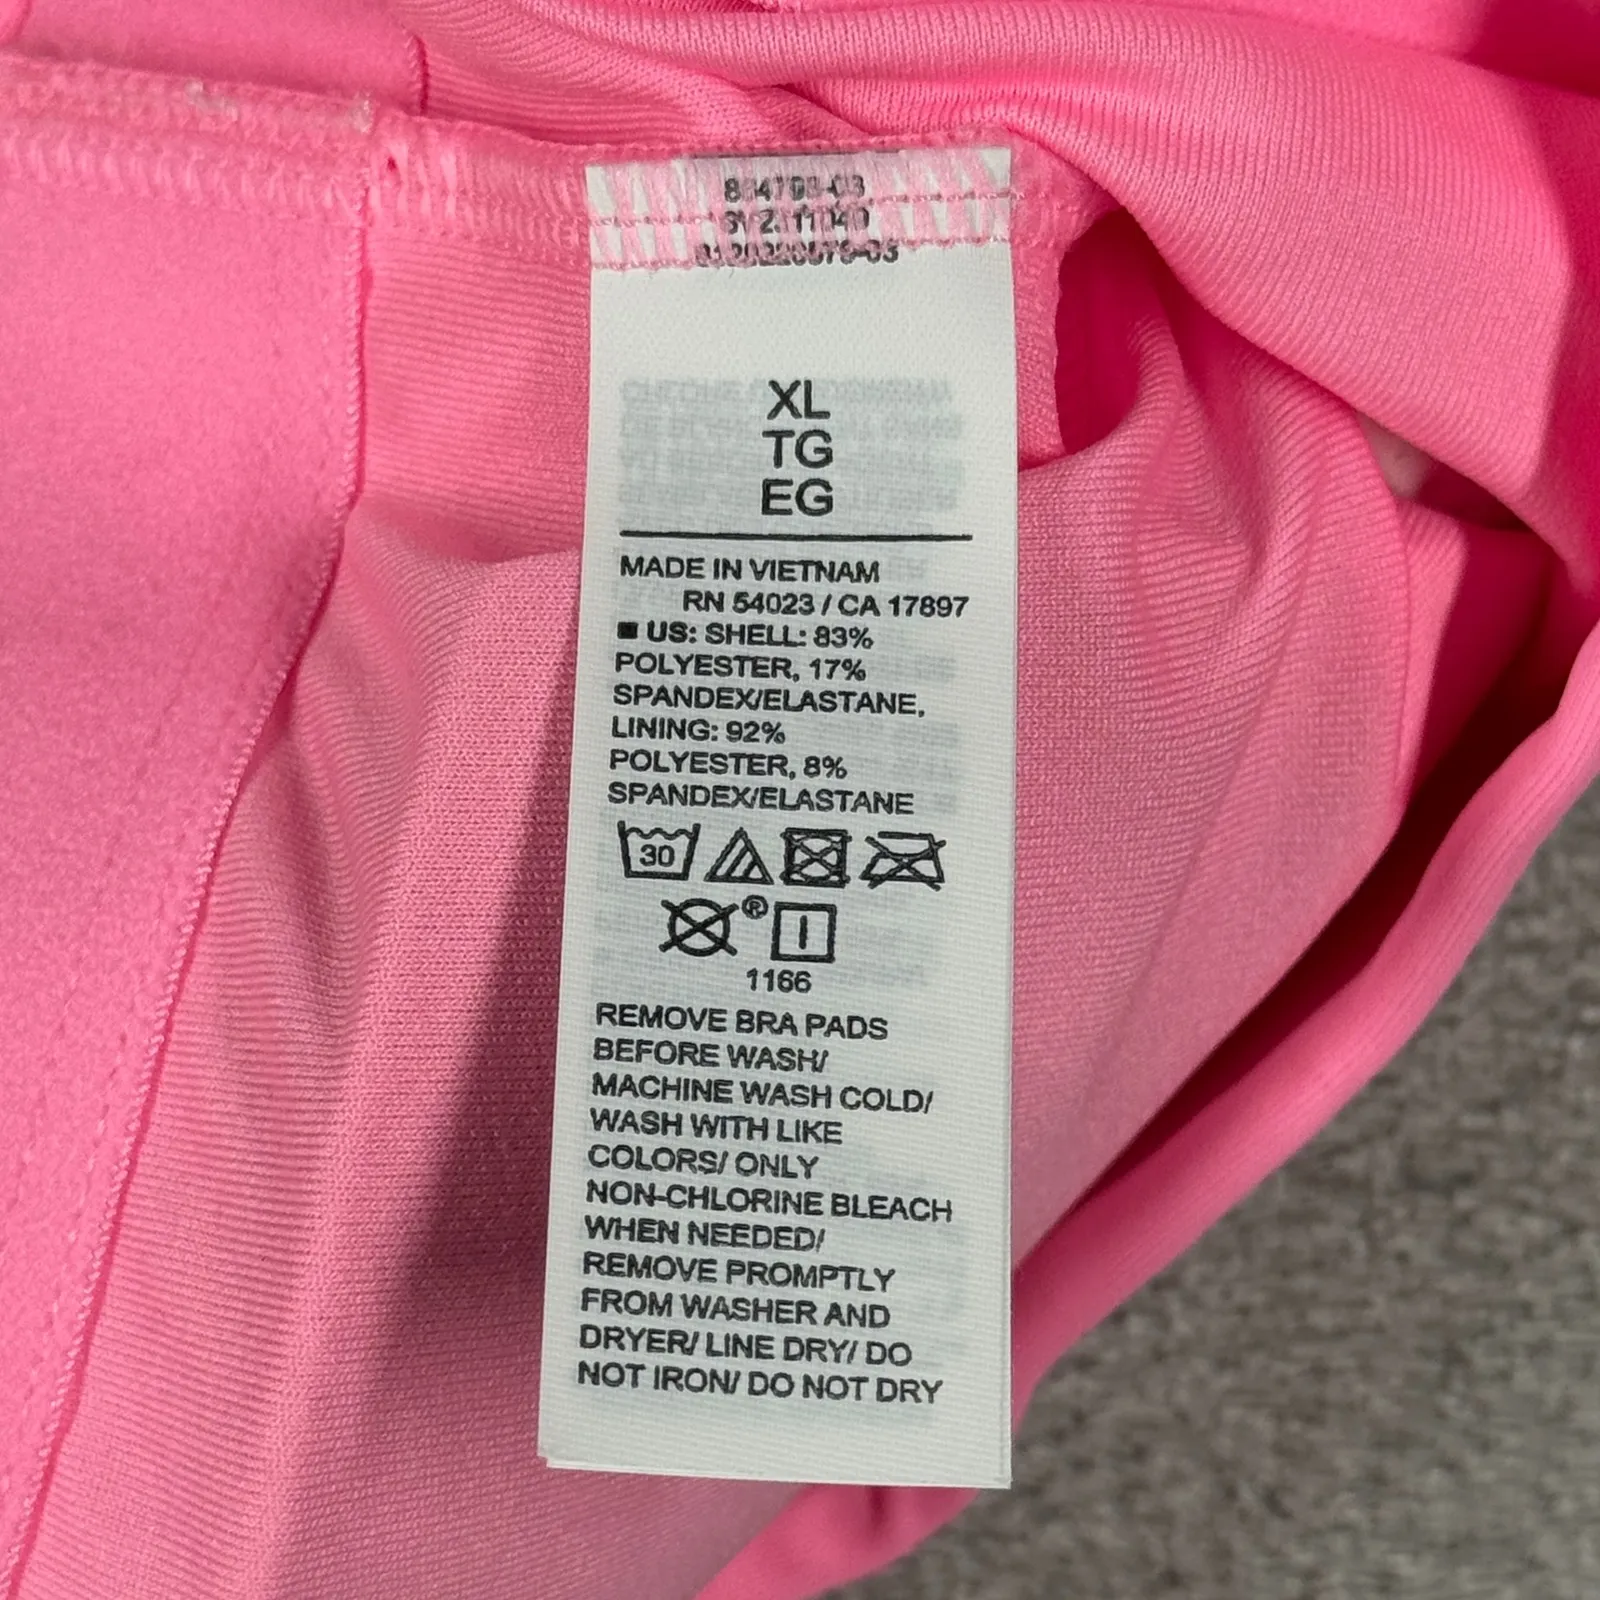 XL
TG
EG
MADE IN VIETNAM
RN 54023 / CA 17897
■ US: SHELL: 83%
POLYESTER, 17%
SPANDEX/ELASTANE,
LINING: 92%
POLYESTER, 8%
SPANDEX/ELASTANE
30
®
1166
REMOVE BRA PADS
BEFORE WASH/
MACHINE WASH COLD/
WASH WITH LIKE
COLORS/ ONLY
NON-CHLORINE BLEACH
WHEN NEEDED/
REMOVE PROMPTLY
FROM WASHER AND
DRYER/ LINE DRY/ DO
NOT IRON/ DO NOT DRY